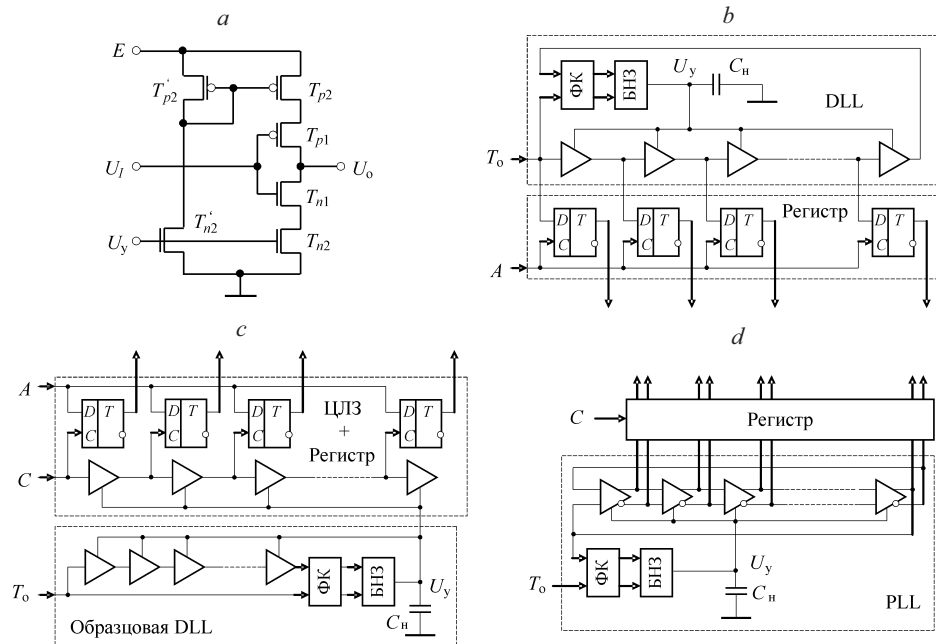 a
E
T'p2
Tp2
Tp1
UI
Uo
Tn1
T'n2
Uy
Tn2
b
ФК
БНЗ
Uу
Cн
DLL
Tо
Регистр
D T
C
D T
C
D T
C
D T
C
A
c
A
D T
C
D T
C
D T
C
D T
C
ЦЛЗ
+
Регистр
C
ФК
БНЗ
Uу
Tо
Cн
Образцовая DLL
d
C
Регистр
ФК
БНЗ
Uу
Tо
Cн
PLL